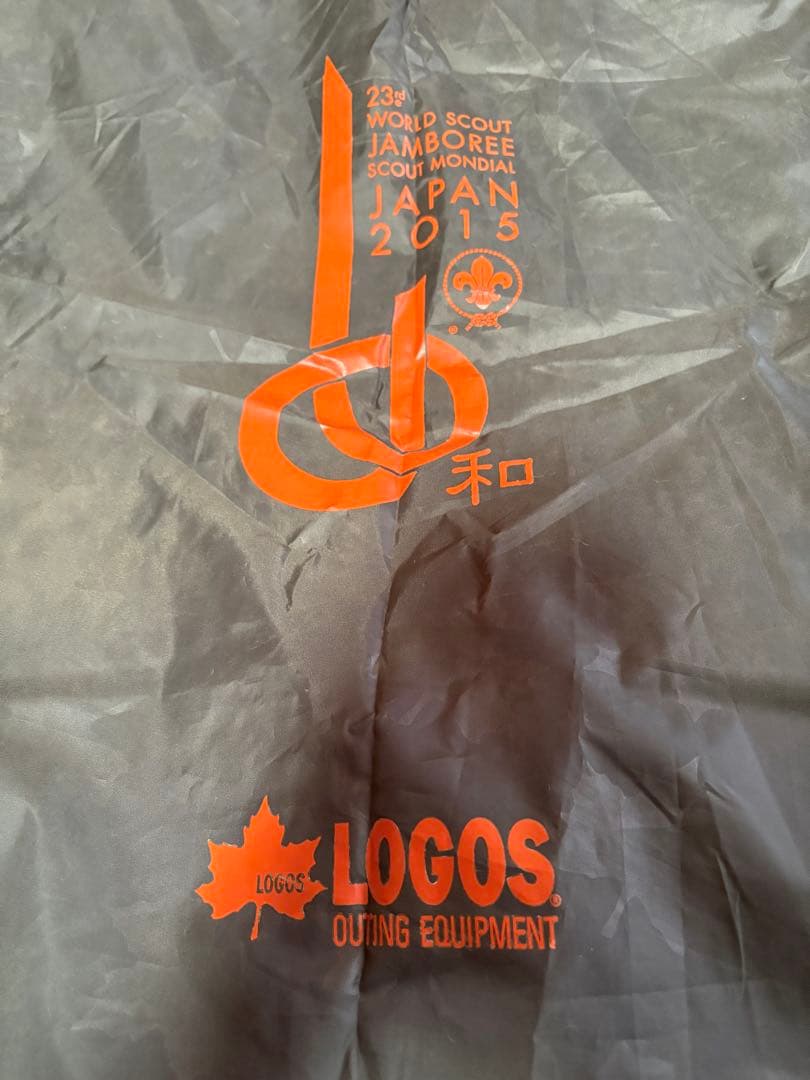 23rd/e
WORLD SCOUT
JAMBOREE
SCOUT MONDIAL
JAPAN
2015
®
和
LOGOS
LOGOS®
OUTING EQUIPMENT